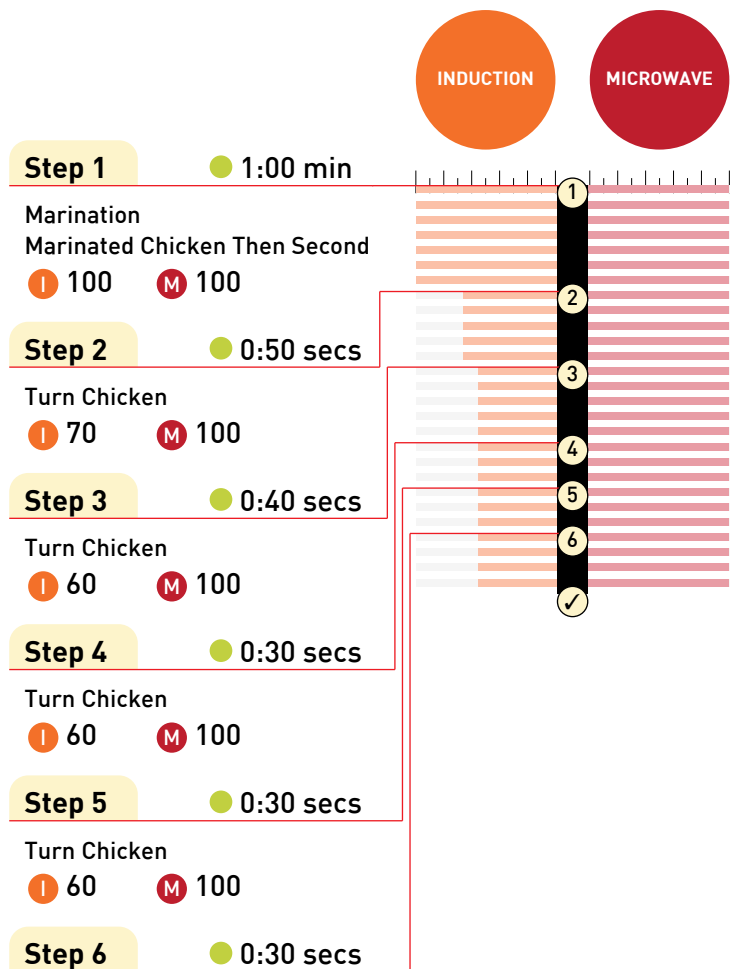 INDUCTION
MICROWAVE
Step 1
1:00 min
Marination
Marinated Chicken Then Second
I 100 M 100
Step 2
0:50 secs
Turn Chicken
I 70 M 100
Step 3
0:40 secs
Turn Chicken
I 60 M 100
Step 4
0:30 secs
Turn Chicken
I 60 M 100
Step 5
0:30 secs
Turn Chicken
I 60 M 100
Step 6
0:30 secs
1
2
3
4
5
6
✓